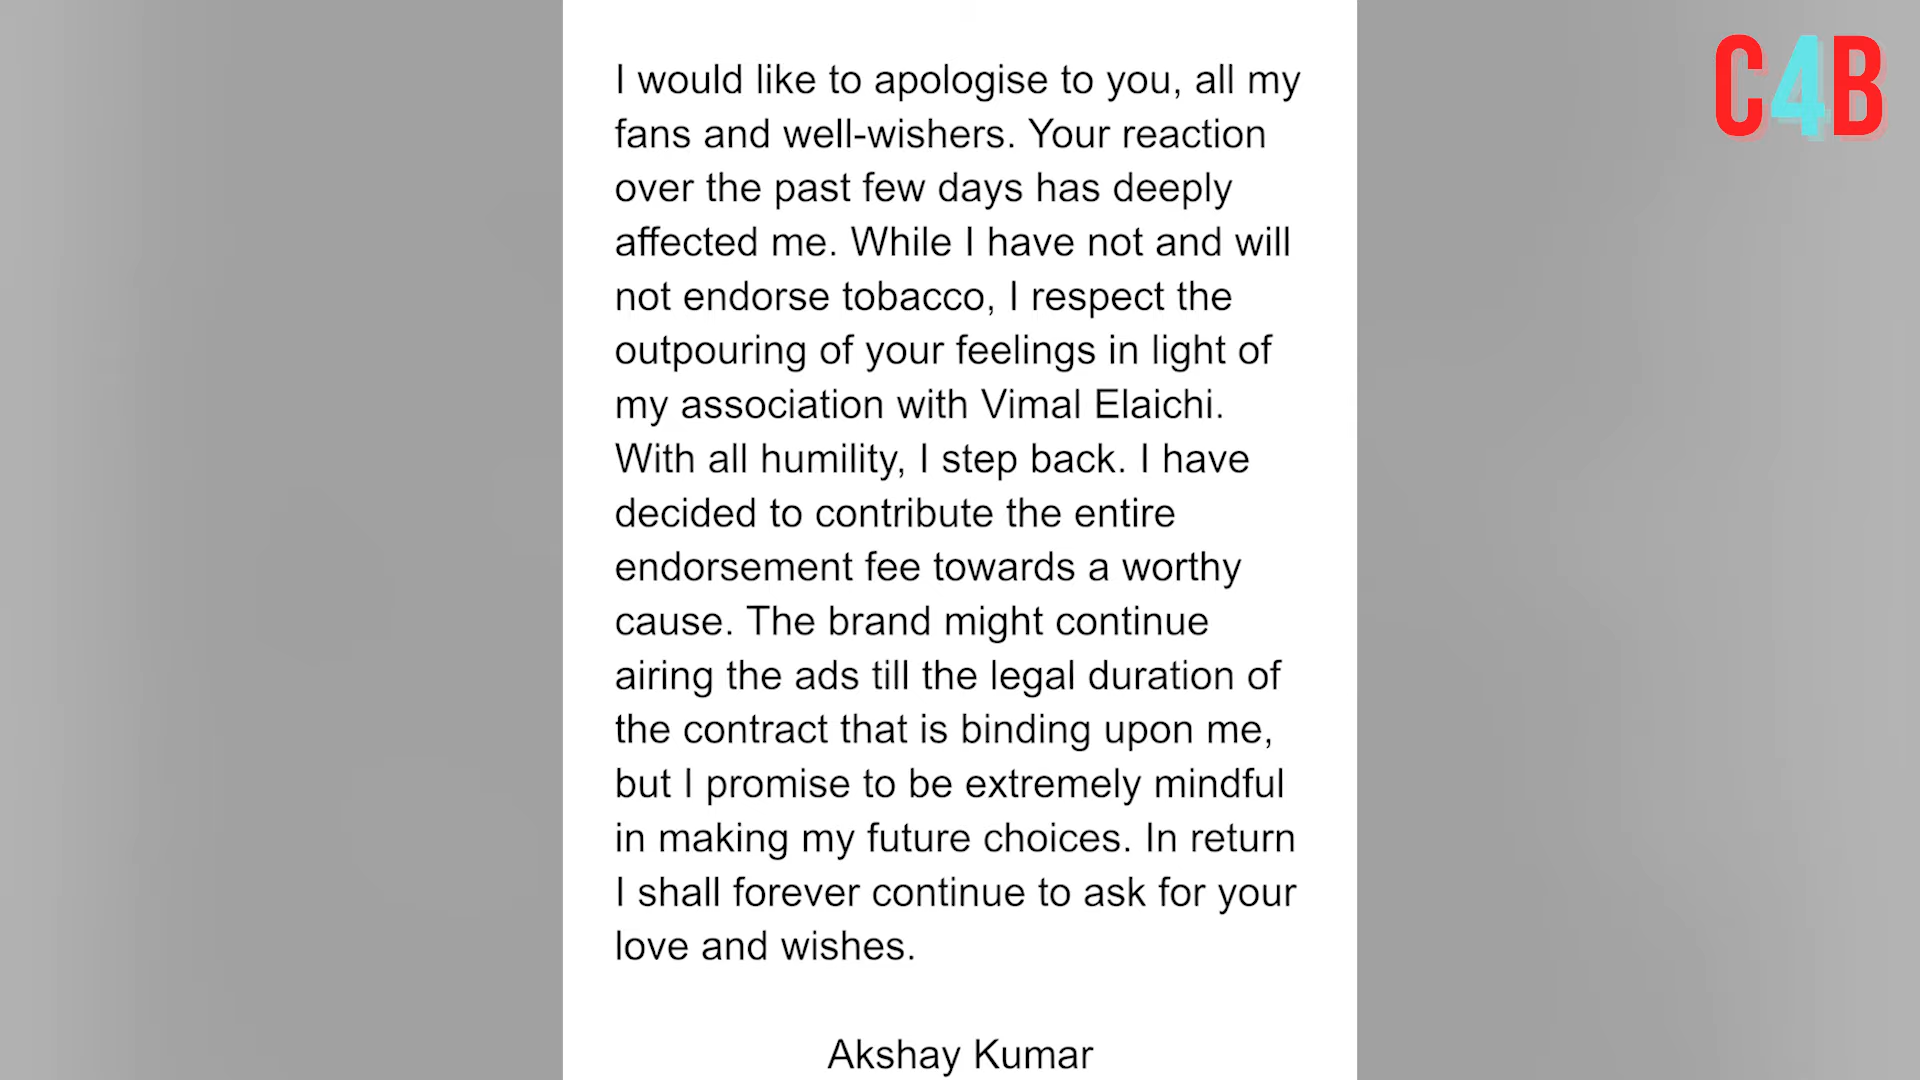 C4B
I would like to apologise to you, all my
fans and well-wishers. Your reaction
over the past few days has deeply
affected me. While I have not and will
not endorse tobacco, I respect the
outpouring of your feelings in light of
my association with Vimal Elaichi.
With all humility, I step back. I have
decided to contribute the entire
endorsement fee towards a worthy
cause. The brand might continue
airing the ads till the legal duration of
the contract that is binding upon me,
but I promise to be extremely mindful
in making my future choices. In return
I shall forever continue to ask for your
love and wishes.
Akshay Kumar